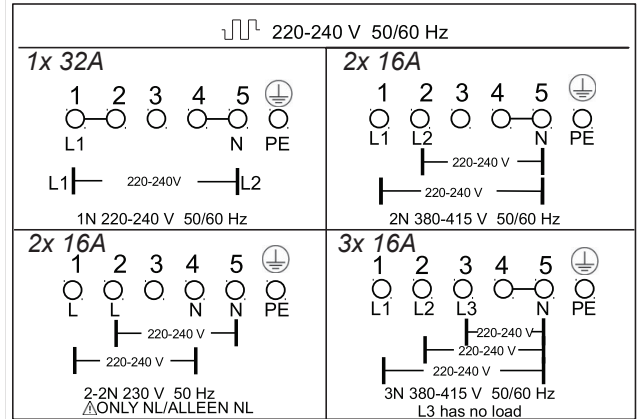 220-240 V 50/60 Hz
1x 32A
1 2 3 4 5
L1 N PE
L1 220-240V L2
1N 220-240 V 50/60 Hz
2x 16A
1 2 3 4 5
L1 L2 N PE
220-240 V
220-240 V
2N 380-415 V 50/60 Hz
2x 16A
1 2 3 4 5
L L N N PE
220-240 V
220-240 V
2-2N 230 V 50 Hz
⚠ONLY NL/ALLEEN NL
3x 16A
1 2 3 4 5
L1 L2 L3 N PE
220-240 V
220-240 V
220-240 V
3N 380-415 V 50/60 Hz
L3 has no load